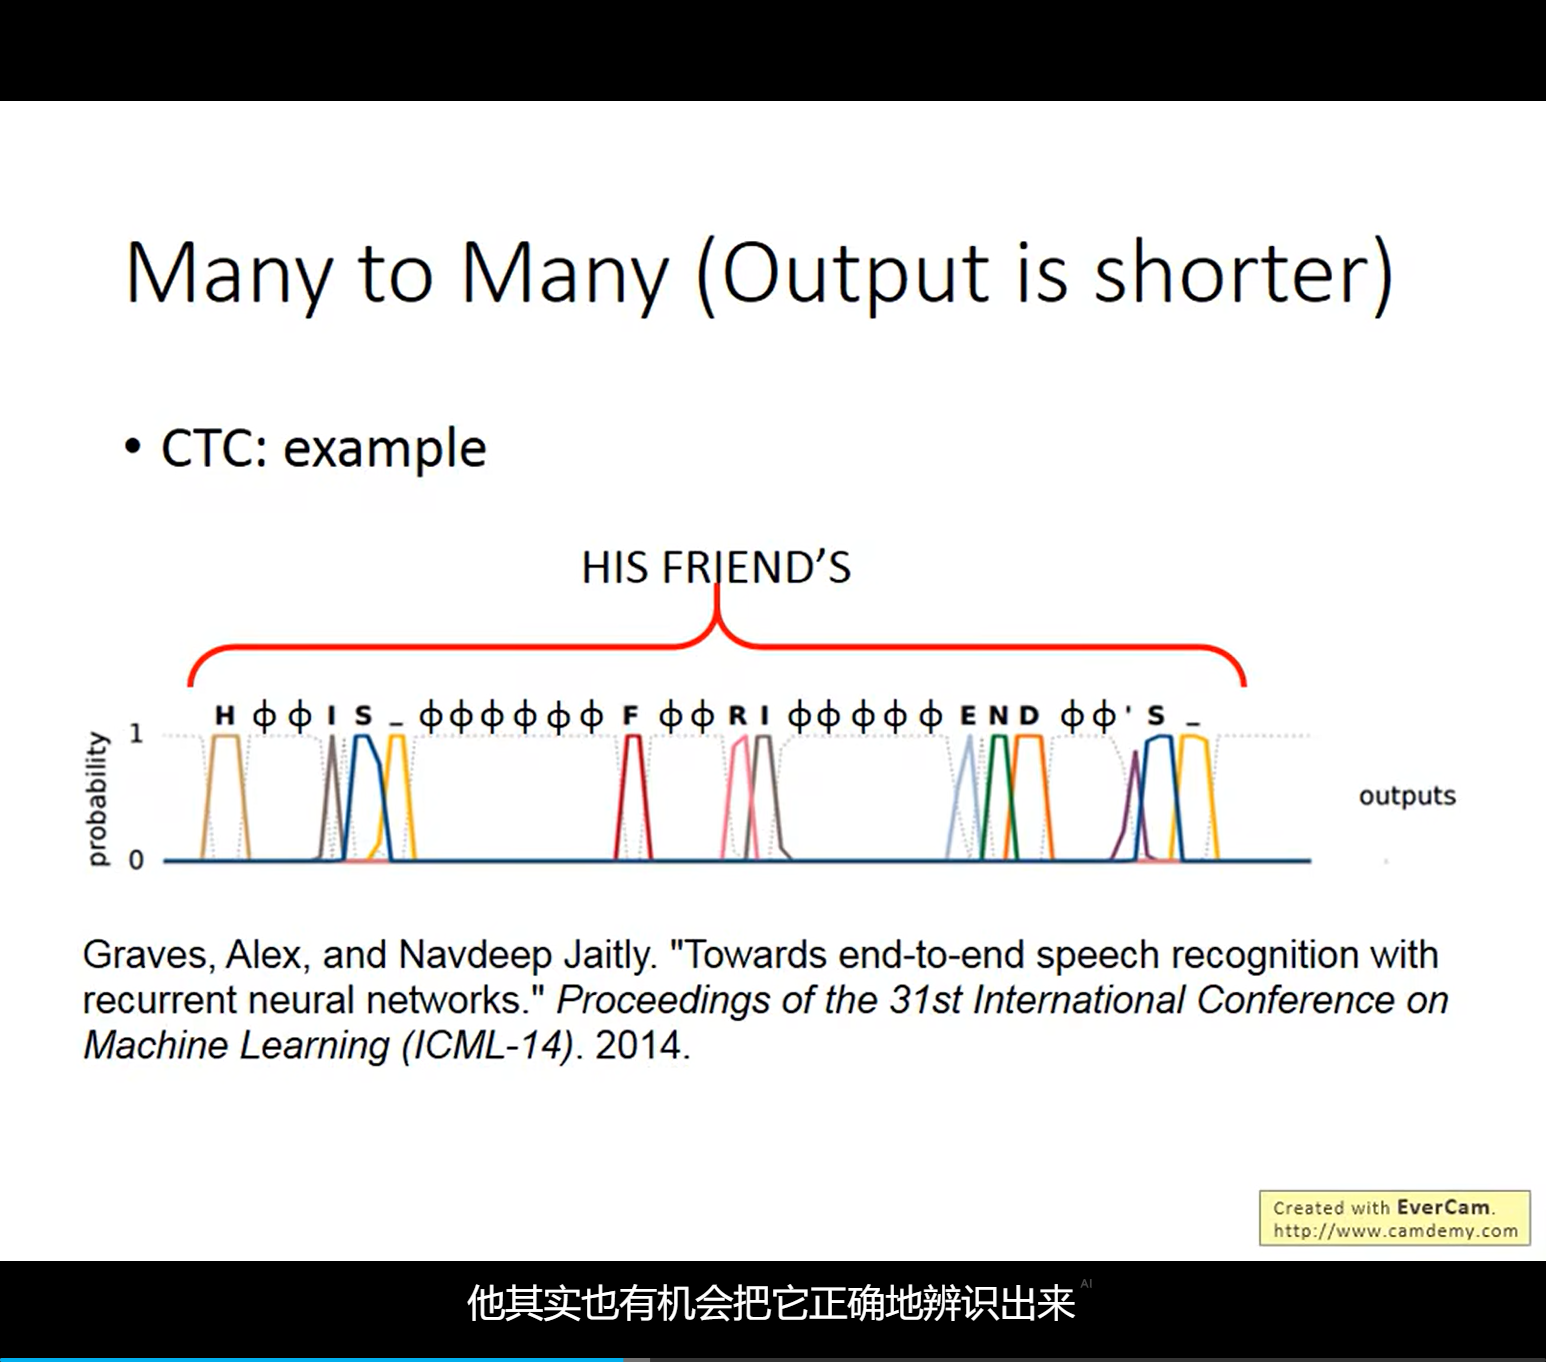 Many to Many (Output is shorter)
• CTC: example
HIS FRIEND’S
H ф ф I S _ ф ф ф ф ф ф F ф ф R I ф ф ф ф ф E N D ф ф ' S _
1
probability
0
outputs
Graves, Alex, and Navdeep Jaitly. "Towards end-to-end speech recognition with
recurrent neural networks." Proceedings of the 31st International Conference on
Machine Learning (ICML-14). 2014.
Created with EverCam.
http://www.camdemy.com
他其实也有机会把它正确地辨识出来 AI